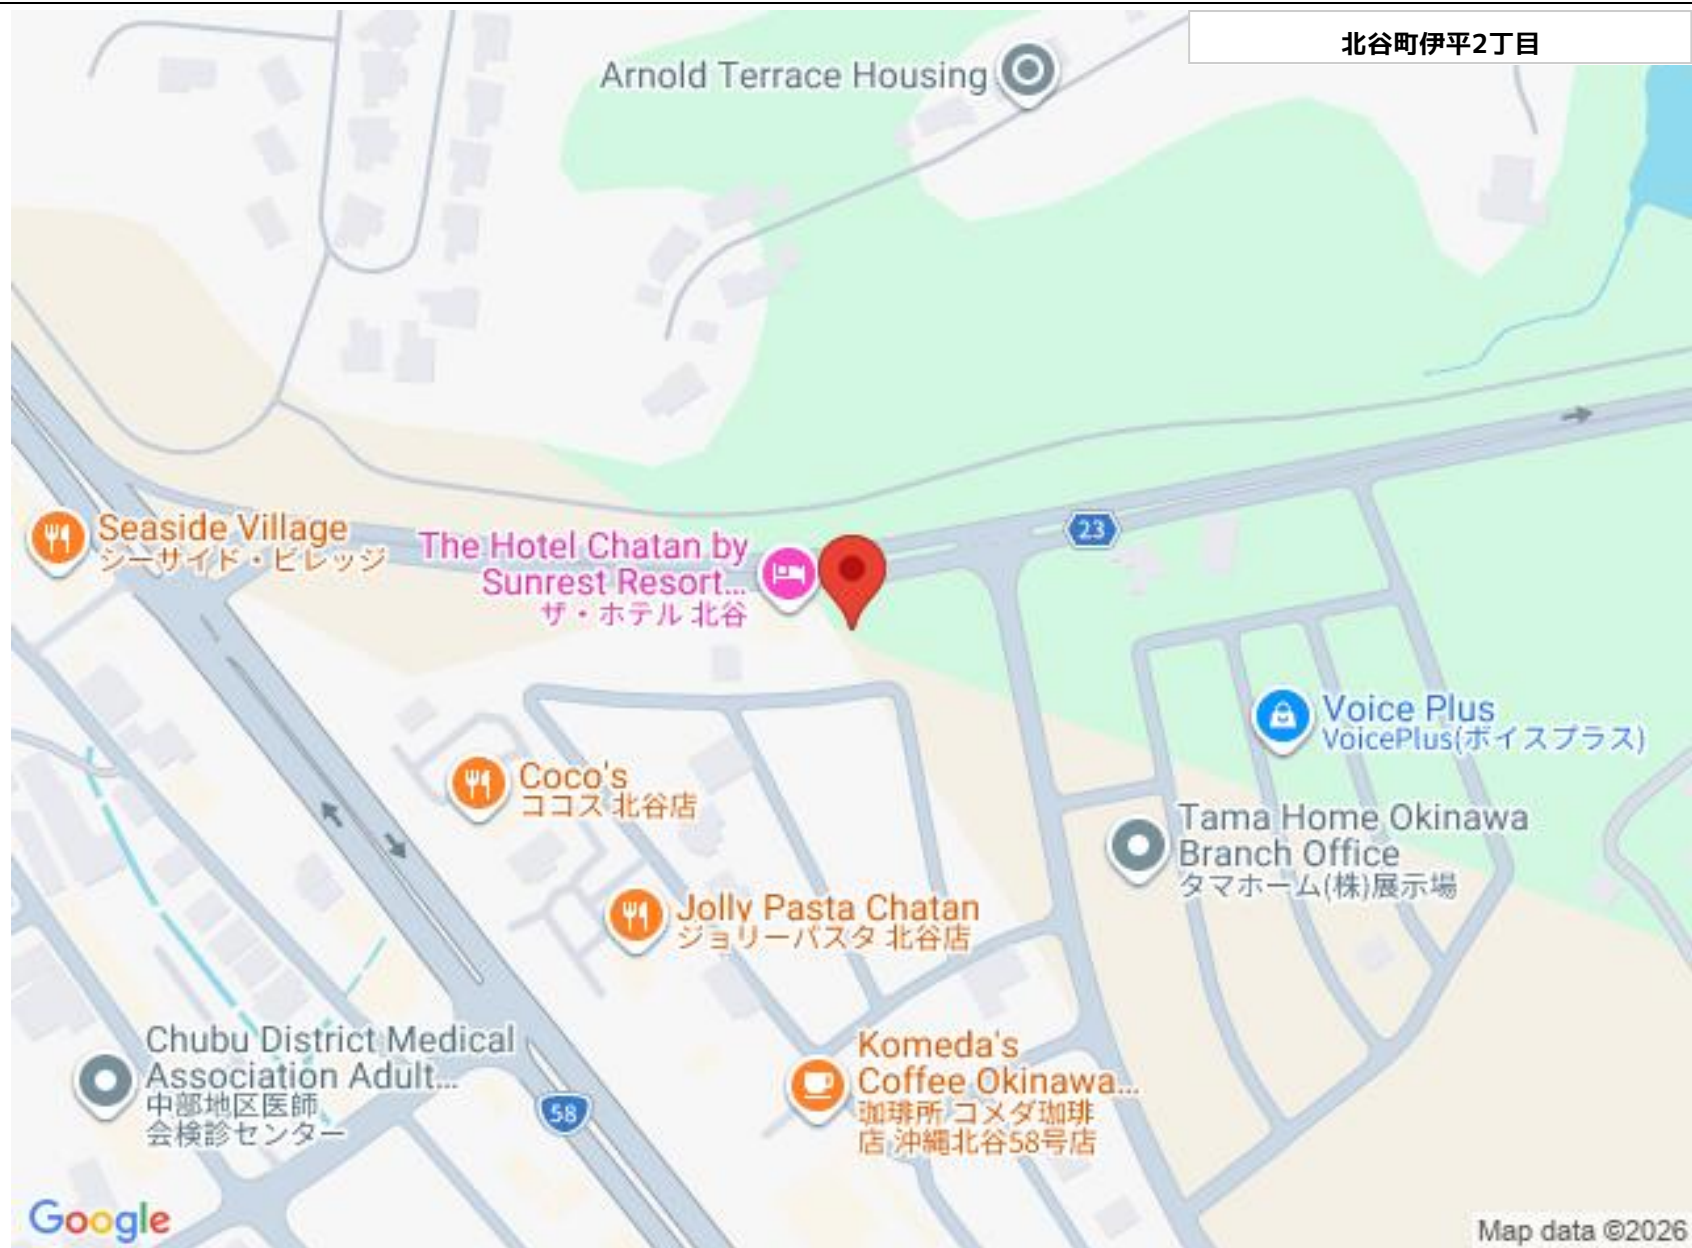 北谷町伊平2丁目
Arnold Terrace Housing
23
Seaside Village
シーサイド・ビレッジ
The Hotel Chatan by
Sunrest Resort...
ザ・ホテル 北谷
Voice Plus
VoicePlus(ボイスプラス)
Coco's
ココス 北谷店
Tama Home Okinawa
Branch Office
タマホーム(株)展示場
Jolly Pasta Chatan
ジョリーパスタ 北谷店
Chubu District Medical
Association Adult...
中部地区医師
会検診センター
58
Komeda's
Coffee Okinawa...
珈琲所 コメダ珈琲
店 沖縄北谷58号店
Google
Map data ©2026